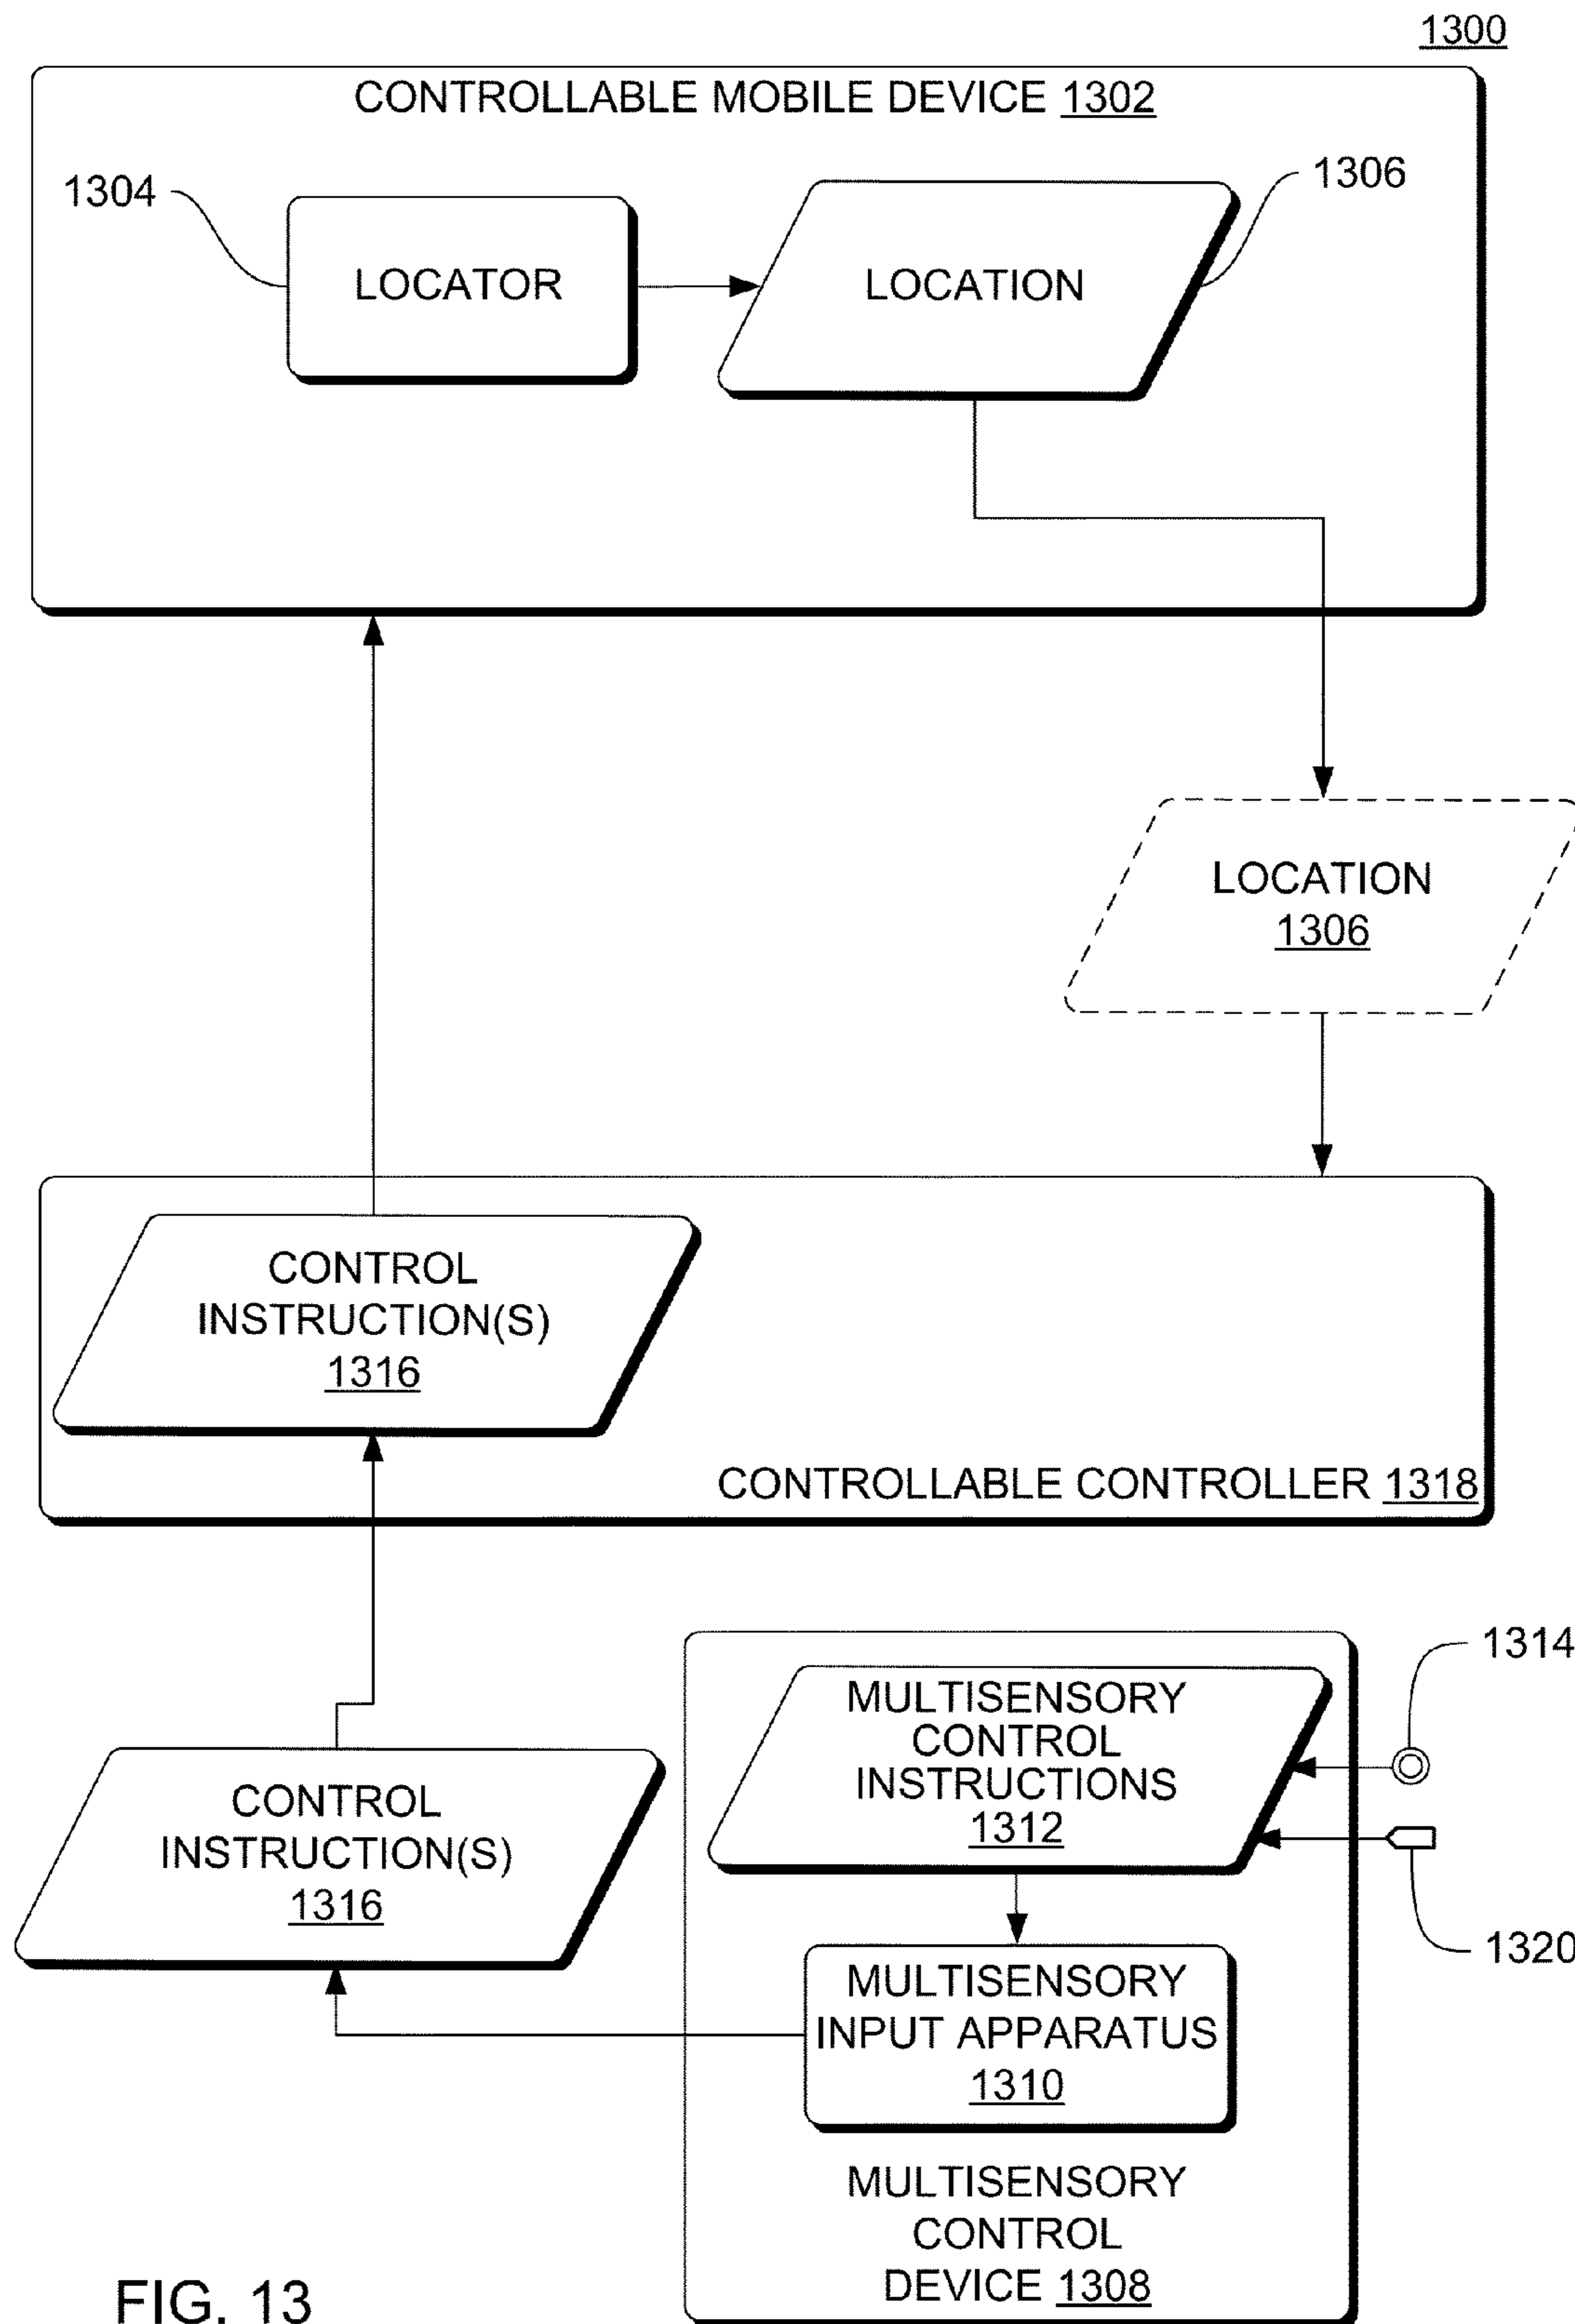 1300
CONTROLLABLE MOBILE DEVICE 1302
1304
1306
LOCATOR
LOCATION
LOCATION
1306
CONTROL
INSTRUCTION(S)
1316
CONTROLLABLE CONTROLLER 1318
1314
MULTISENSORY
CONTROL
INSTRUCTIONS
1312
CONTROL
INSTRUCTION(S)
1316
1320
MULTISENSORY
INPUT APPARATUS
1310
MULTISENSORY
CONTROL
DEVICE 1308
FIG. 13